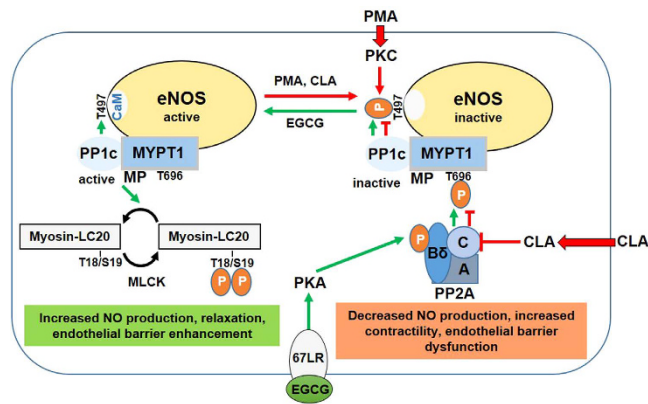 PMA
PKC
T497
CaM
eNOS
active
PP1c
MYPT1
active
MP
T696
PMA, CLA
EGCG
P
T497
eNOS
inactive
PP1c
MYPT1
inactive
MP
T696
P
Myosin-LC20
Myosin-LC20
T18/S19
T18/S19
P P
MLCK
P
Bδ
C
A
PP2A
CLA
CLA
PKA
67LR
EGCG
Increased NO production, relaxation,
endothelial barrier enhancement
Decreased NO production, increased
contractility, endothelial barrier
dysfunction